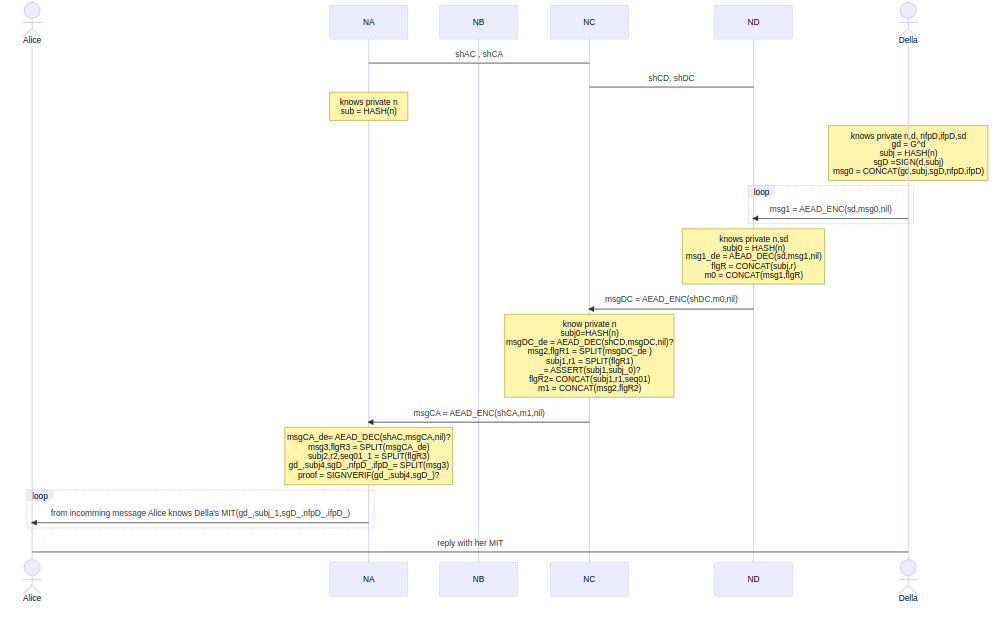 NA
NB
NC
ND
Alice
Della
shAC , shCA
shCD, shDC
knows private n
sub = HASH(n)
knows private n,d, nfpD,ifpD,sd
gd = G^d
subj = HASH(n)
sgD =SIGN(d,subj)
msg0 = CONCAT(gd,subj,sgD,nfpD,ifpD)
loop
msg1 = AEAD_ENC(sd,msg0,nil)
knows private n,sd
subj0 = HASH(n)
msg1_de = AEAD_DEC(sd,msg1,nil)
flgR = CONCAT(subj,r)
m0 = CONCAT(msg1,flgR)
msgDC = AEAD_ENC(shDC,m0,nil)
know private n
subj0=HASH(n)
msgDC_de = AEAD_DEC(shCD,msgDC,nil)?
msg2,flgR1 = SPLIT(msgDC_de )
subj1,r1 = SPLIT(flgR1)
_ = ASSERT(subj1,subj_0)?
flgR2= CONCAT(subj1,r1,seq01)
m1 = CONCAT(msg2,flgR2)
msgCA = AEAD_ENC(shCA,m1,nil)
msgCA_de= AEAD_DEC(shAC,msgCA,nil)?
msg3,flgR3 = SPLIT(msgCA_de)
subj2,r2,seq01_1 = SPLIT(flgR3)
gd_,subj4,sgD_,nfpD_,ifpD_= SPLIT(msg3)
proof = SIGNVERIF(gd_,subj4,sgD_)?
loop
from incomming message Alice knows Della's MIT(gd_,subj_1,sgD_,nfpD_,ifpD_)
reply with her MIT
NA
NB
NC
ND
Alice
Della